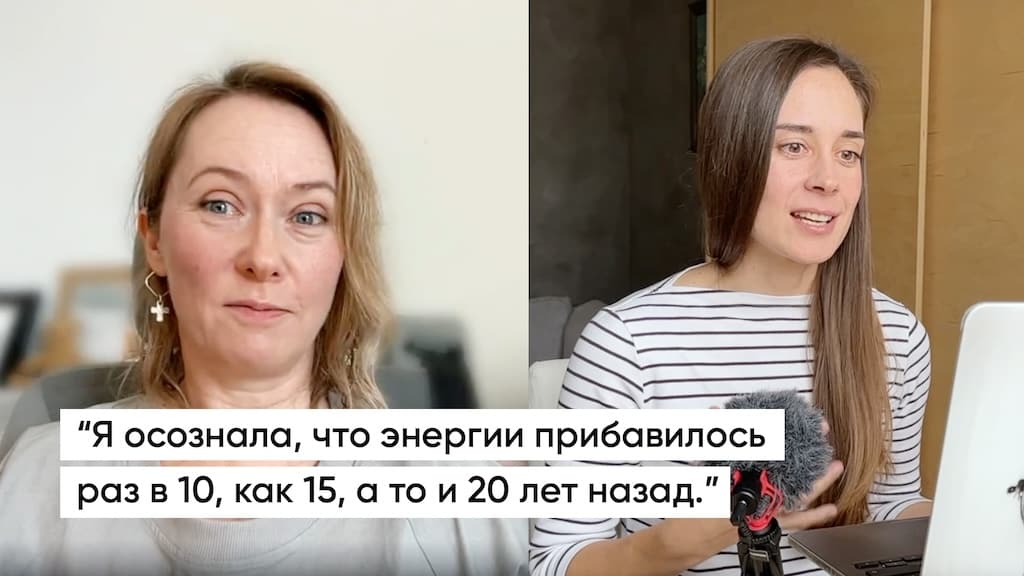 “Я осознала, что энергии прибавилось
раз в 10, как 15, а то и 20 лет назад.”